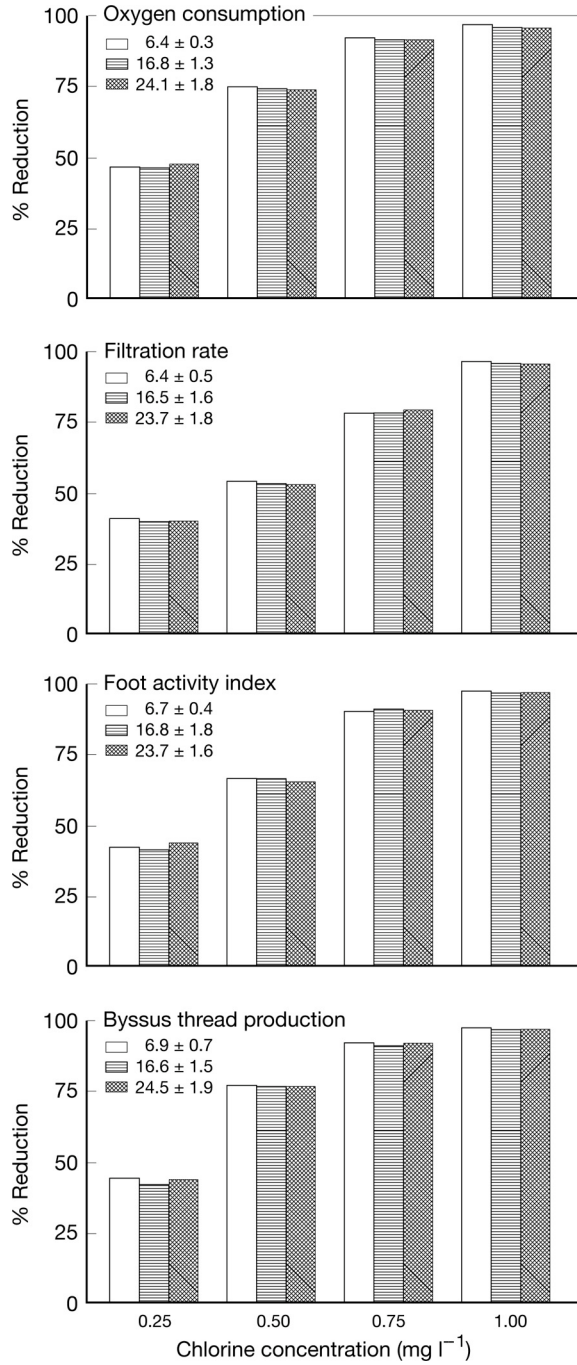 Oxygen consumption
6.4 ± 0.3
16.8 ± 1.3
24.1 ± 1.8
100
75
50
25
0
% Reduction
Filtration rate
6.4 ± 0.5
16.5 ± 1.6
23.7 ± 1.8
100
75
50
25
0
% Reduction
Foot activity index
6.7 ± 0.4
16.8 ± 1.8
23.7 ± 1.6
100
75
50
25
0
% Reduction
Byssus thread production
6.9 ± 0.7
16.6 ± 1.5
24.5 ± 1.9
100
75
50
25
0
% Reduction
0.25 0.50 0.75 1.00
Chlorine concentration (mg l⁻¹)